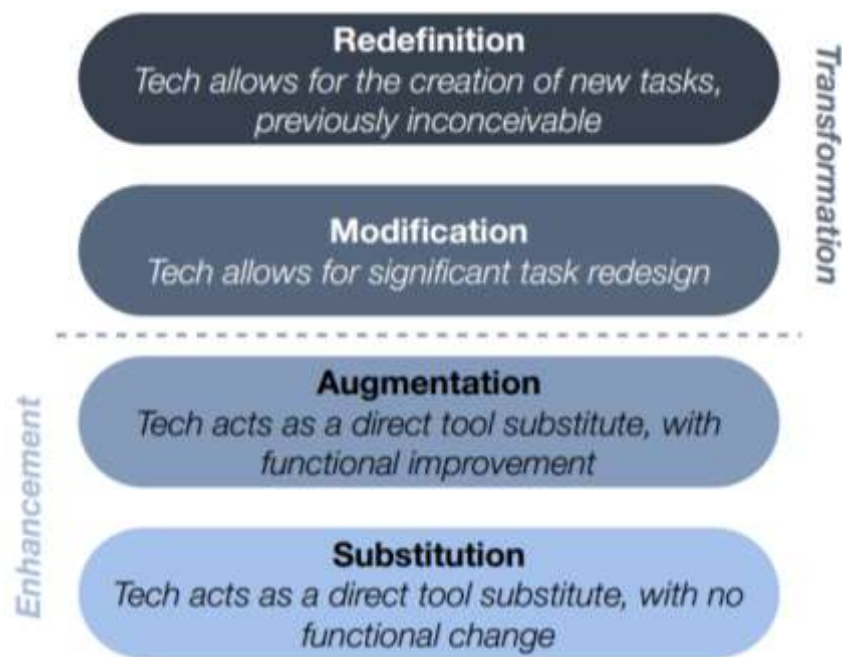 Redefinition
Tech allows for the creation of new tasks,
previously inconceivable
Transformation
Modification
Tech allows for significant task redesign
Augmentation
Tech acts as a direct tool substitute, with
functional improvement
Enhancement
Substitution
Tech acts as a direct tool substitute, with no
functional change